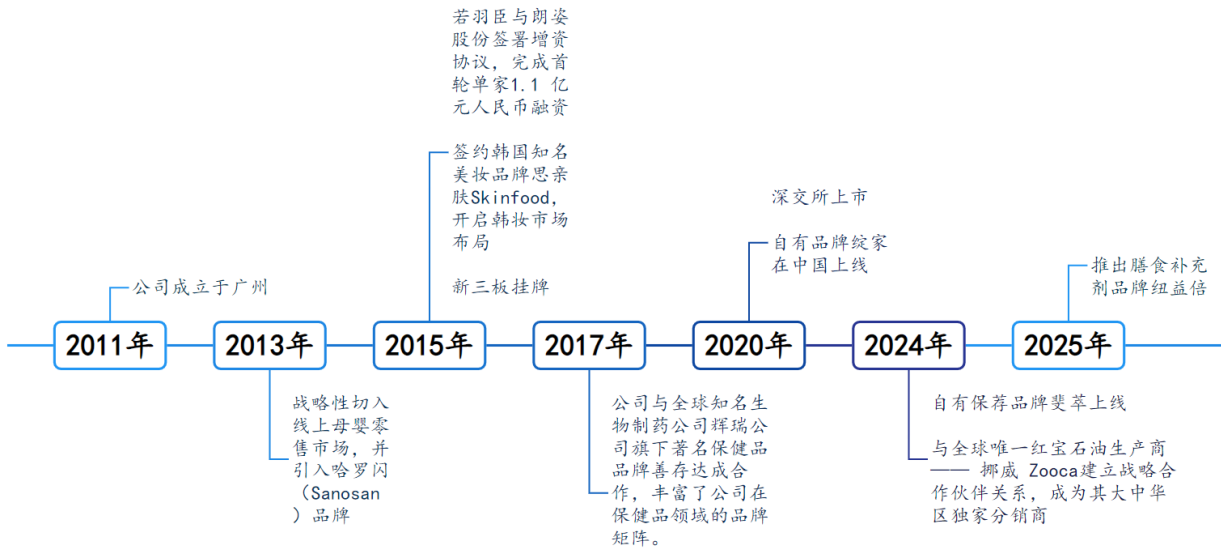 若羽臣与朗姿
股份签署增资
协议，完成首
轮单家1.1 亿
元人民币融资
签约韩国知名
美妆品牌思亲
肤Skinfood，
开启韩妆市场
布局
新三板挂牌
公司成立于广州
深交所上市
自有品牌绽家
在中国上线
推出膳食补充
剂品牌纽益倍
2011年
2013年
2015年
2017年
2020年
2024年
2025年
战略性切入
线上母婴零
售市场，并
引入哈罗闪
（Sanosan
）品牌
公司与全球知名生
物制药公司辉瑞公
司旗下著名保健品
品牌善存达成合
作，丰富了公司在
保健品领域的品牌
矩阵。
自有保荐品牌斐萃上线
与全球唯一红宝石油生产商
—— 挪威 Zooca建立战略合
作伙伴关系，成为其大中华
区独家分销商